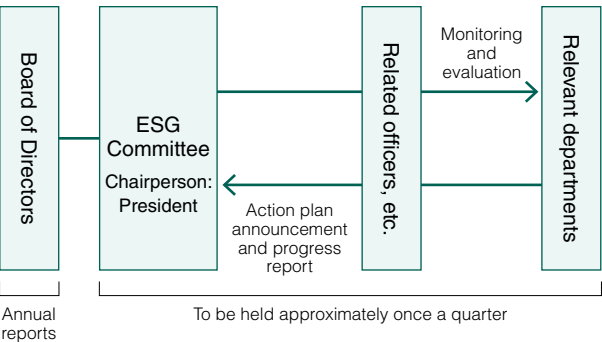 Board of Directors
ESG
Committee
Chairperson:
President
Related officers, etc.
Monitoring
and
evaluation
Relevant departments
Action plan
announcement
and progress
report
Annual
reports
To be held approximately once a quarter